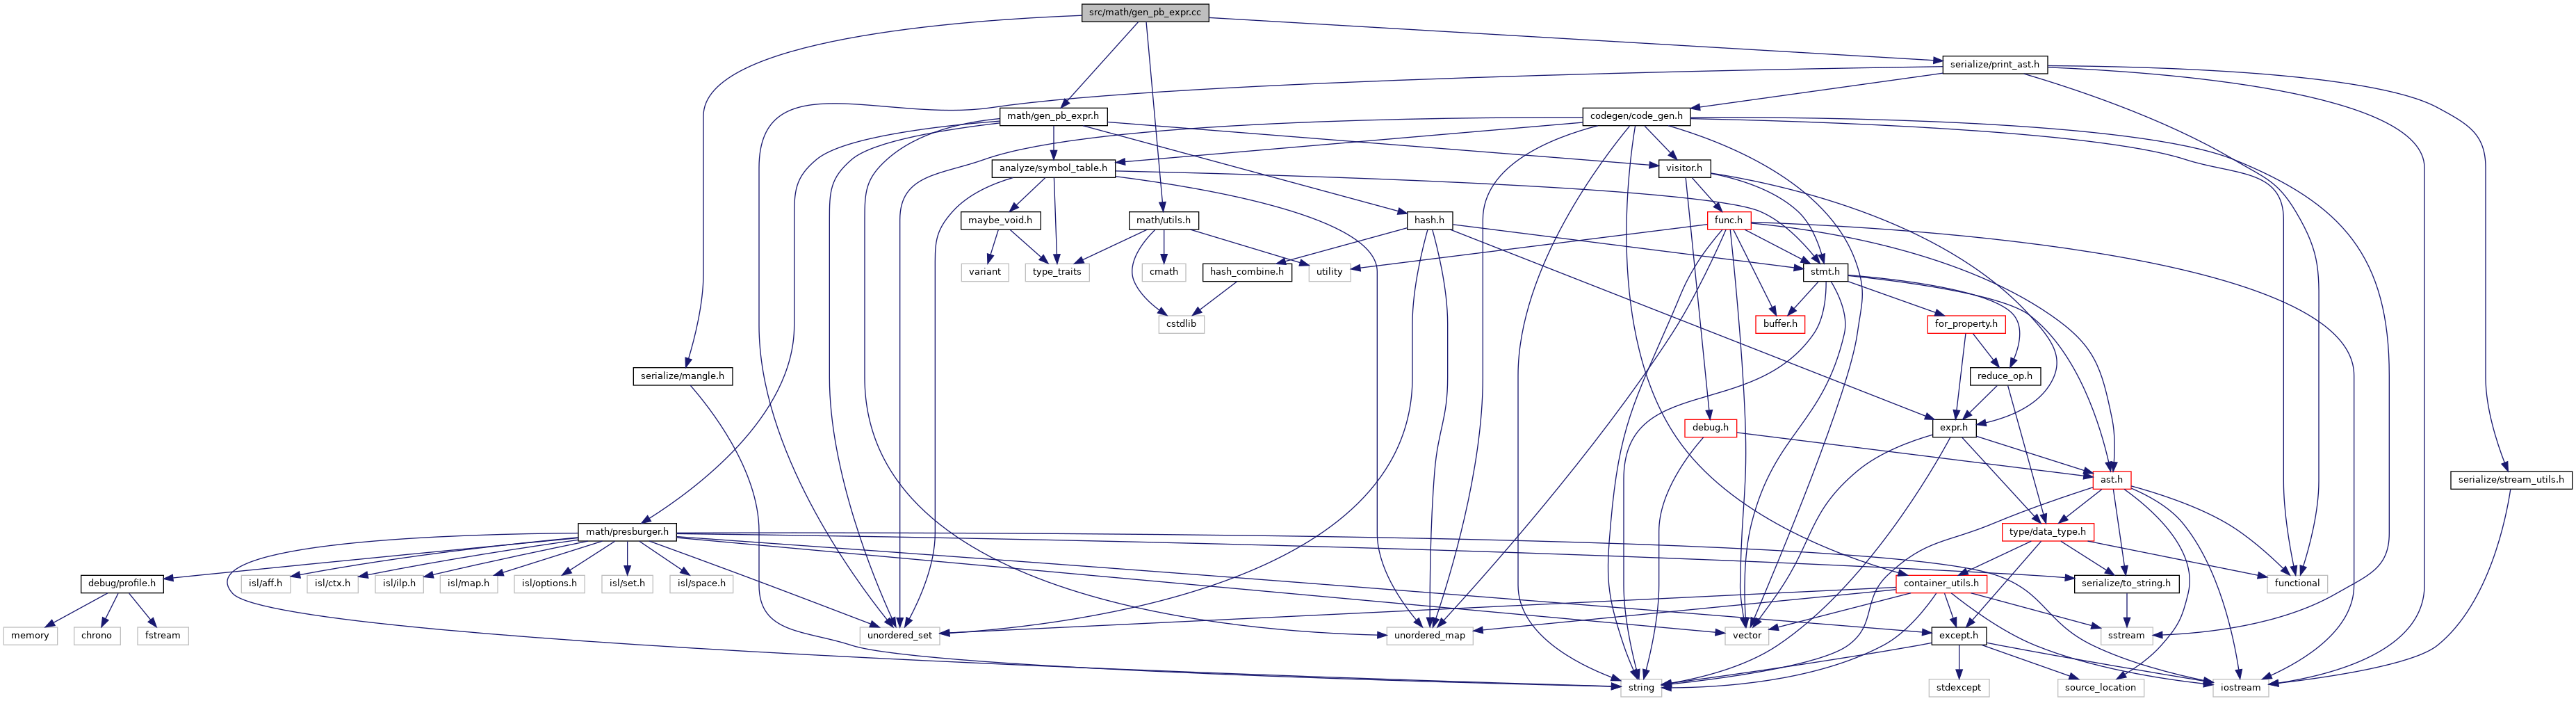 src/math/gen_pb_expr.cc
serialize/print_ast.h
math/gen_pb_expr.h
codegen/code_gen.h
analyze/symbol_table.h
visitor.h
maybe_void.h
math/utils.h
hash.h
func.h
variant
type_traits
cmath
hash_combine.h
utility
stmt.h
cstdlib
buffer.h
for_property.h
serialize/mangle.h
reduce_op.h
debug.h
expr.h
ast.h
serialize/stream_utils.h
math/presburger.h
type/data_type.h
debug/profile.h
isl/aff.h
isl/ctx.h
isl/ilp.h
isl/map.h
isl/options.h
isl/set.h
isl/space.h
container_utils.h
serialize/to_string.h
functional
memory
chrono
fstream
unordered_set
unordered_map
vector
except.h
sstream
string
stdexcept
source_location
iostream